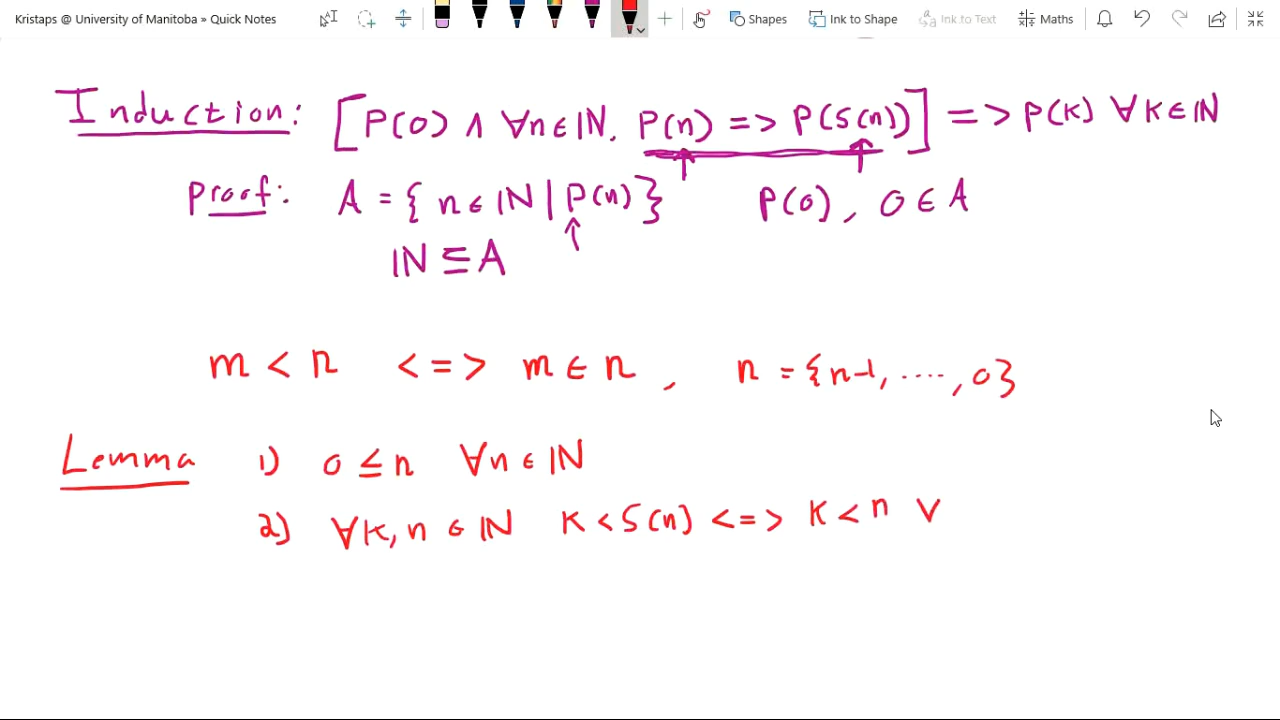 Kristaps @ University of Manitoba » Quick Notes Shapes Ink to Shape Ink to Text Maths
Induction: [P(0) ∧ ∀n∈ℕ. P(n) => P(S(n))] => P(k) ∀k∈ℕ
Proof: A = {n∈ℕ | P(n)} P(0), 0∈A
ℕ ⊆ A
m < n <=> m ∈ n, n = {n-1, ...., 0}
Lemma 1) 0 ≤ n ∀n∈ℕ
2) ∀k,n ∈ ℕ k < S(n) <=> k < n ∨